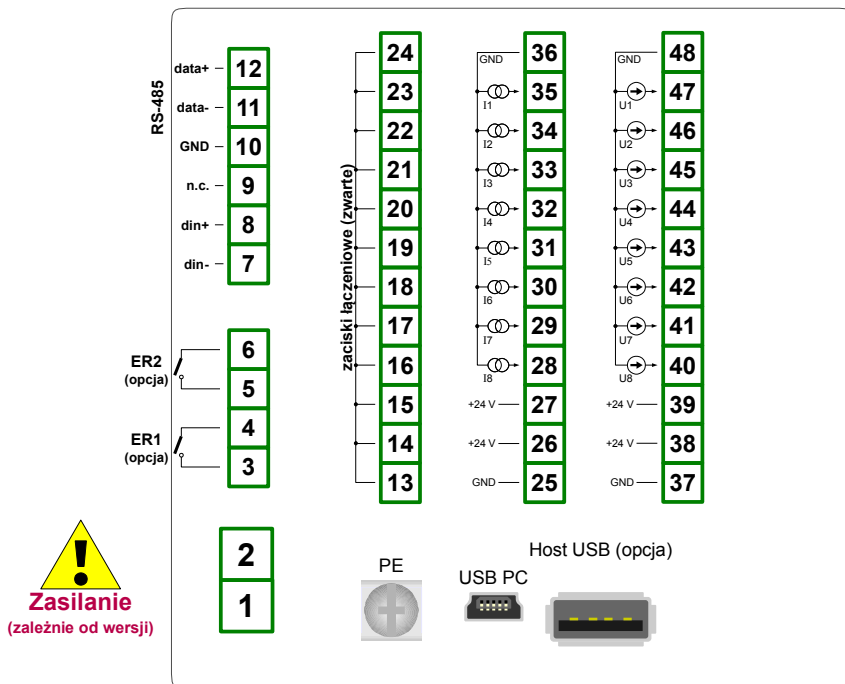 RS-485
data+ 12
data- 11
GND 10
n.c. 9
din+ 8
din- 7
ER2
(opcja)
6
5
ER1
(opcja)
4
3
Zasilanie
(zależnie od wersji)
2
1
zaciski łączeniowe (zwarte)
24
23
22
21
20
19
18
17
16
15
14
13
GND 36
I1 35
I2 34
I3 33
I4 32
I5 31
I6 30
I7 29
I8 28
+24 V 27
+24 V 26
GND 25
GND 48
U1 47
U2 46
U3 45
U4 44
U5 43
U6 42
U7 41
U8 40
+24 V 39
+24 V 38
GND 37
PE
USB PC
Host USB (opcja)